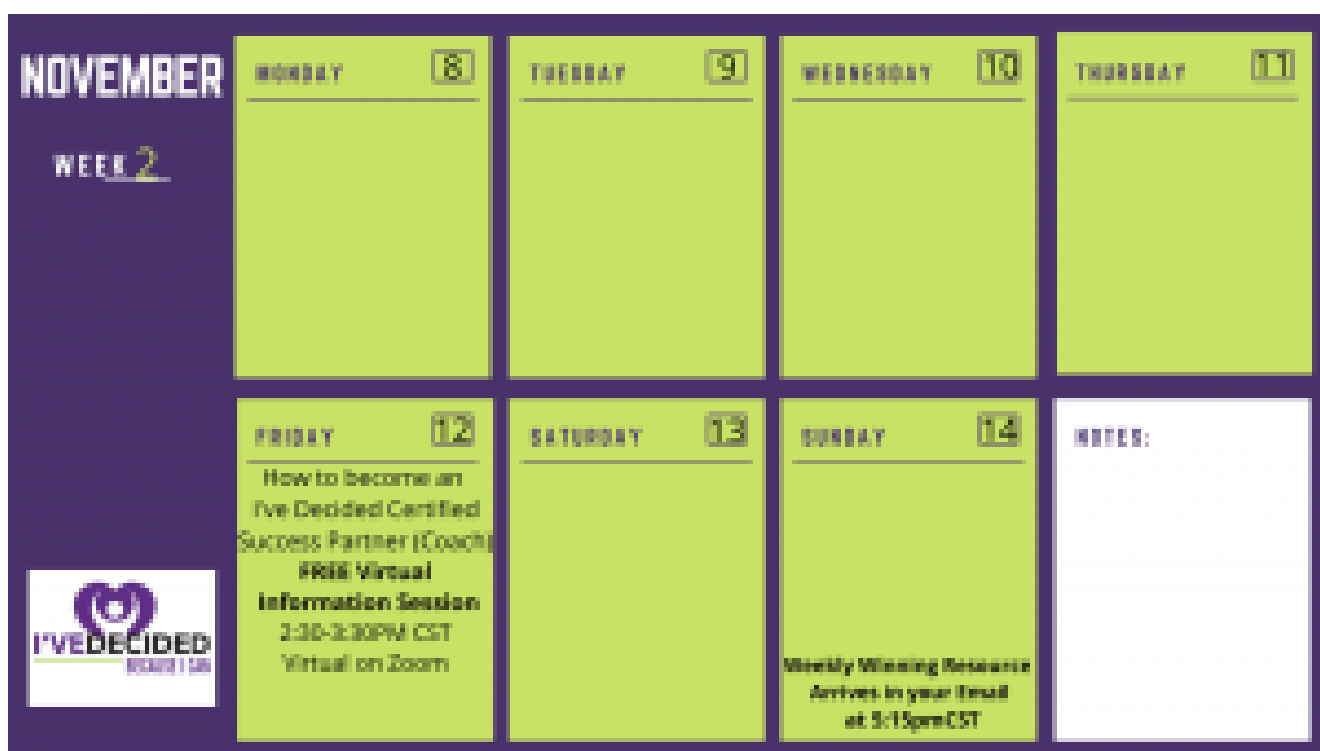 NOVEMBER
WEEK 2
MONDAY 8
TUESDAY 9
WEDNESDAY 10
THURSDAY 11
FRIDAY 12
How to become an
I've Decided Certified
Success Partner (Coach)
FREE Virtual
Information Session
2:30-3:30PM CST
Virtual on Zoom
SATURDAY 13
SUNDAY 14
Weekly Winning Resource
Arrives in your Email
at 5:15pmCST
NOTES:
I'VEDECIDED
BECAUSE I CAN